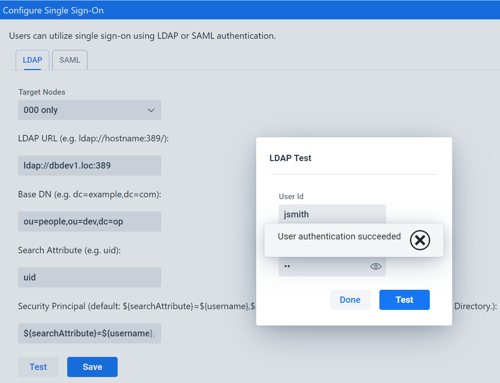 Configure Single Sign-On
Users can utilize single sign-on using LDAP or SAML authentication.
LDAP SAML
Target Nodes
000 only
LDAP URL (e.g. ldap://hostname:389/):
ldap://dbdev1.loc:389
Base DN (e.g. dc=example,dc=com):
ou=people,ou=dev,dc=op
Search Attribute (e.g. uid):
uid
Security Principal (default: ${searchAttribute}=${username},$ Directory.):
${searchAttribute}=${username},
Test Save
LDAP Test
User Id
jsmith
User authentication succeeded
••
Done Test